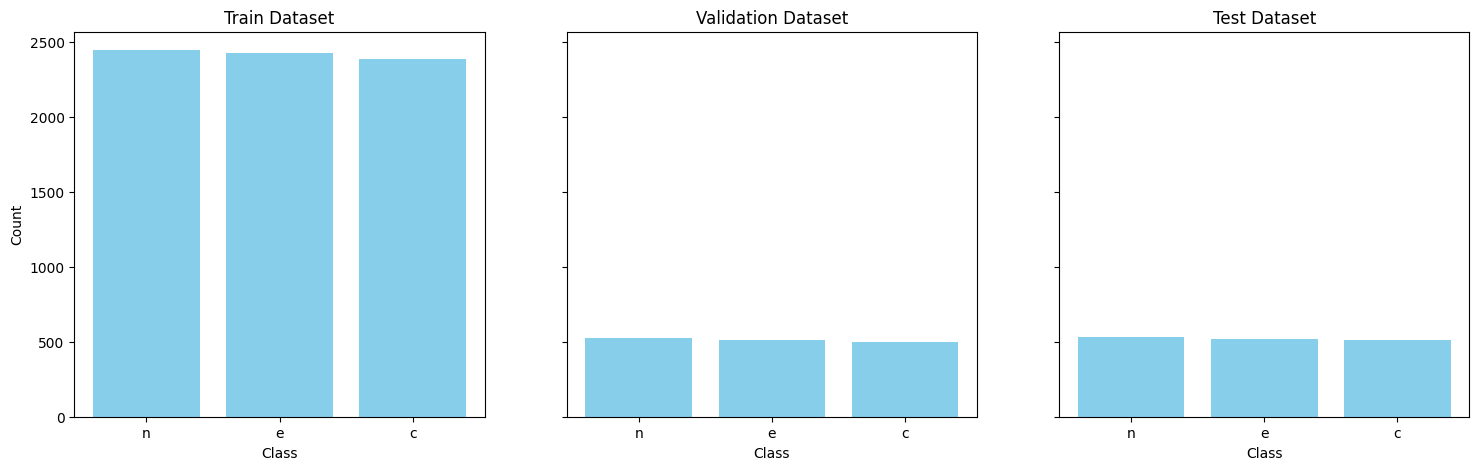 Train Dataset
Validation Dataset
Test Dataset
2500
2000
1500
1000
500
0
Count
n e c
n e c
n e c
Class
Class
Class